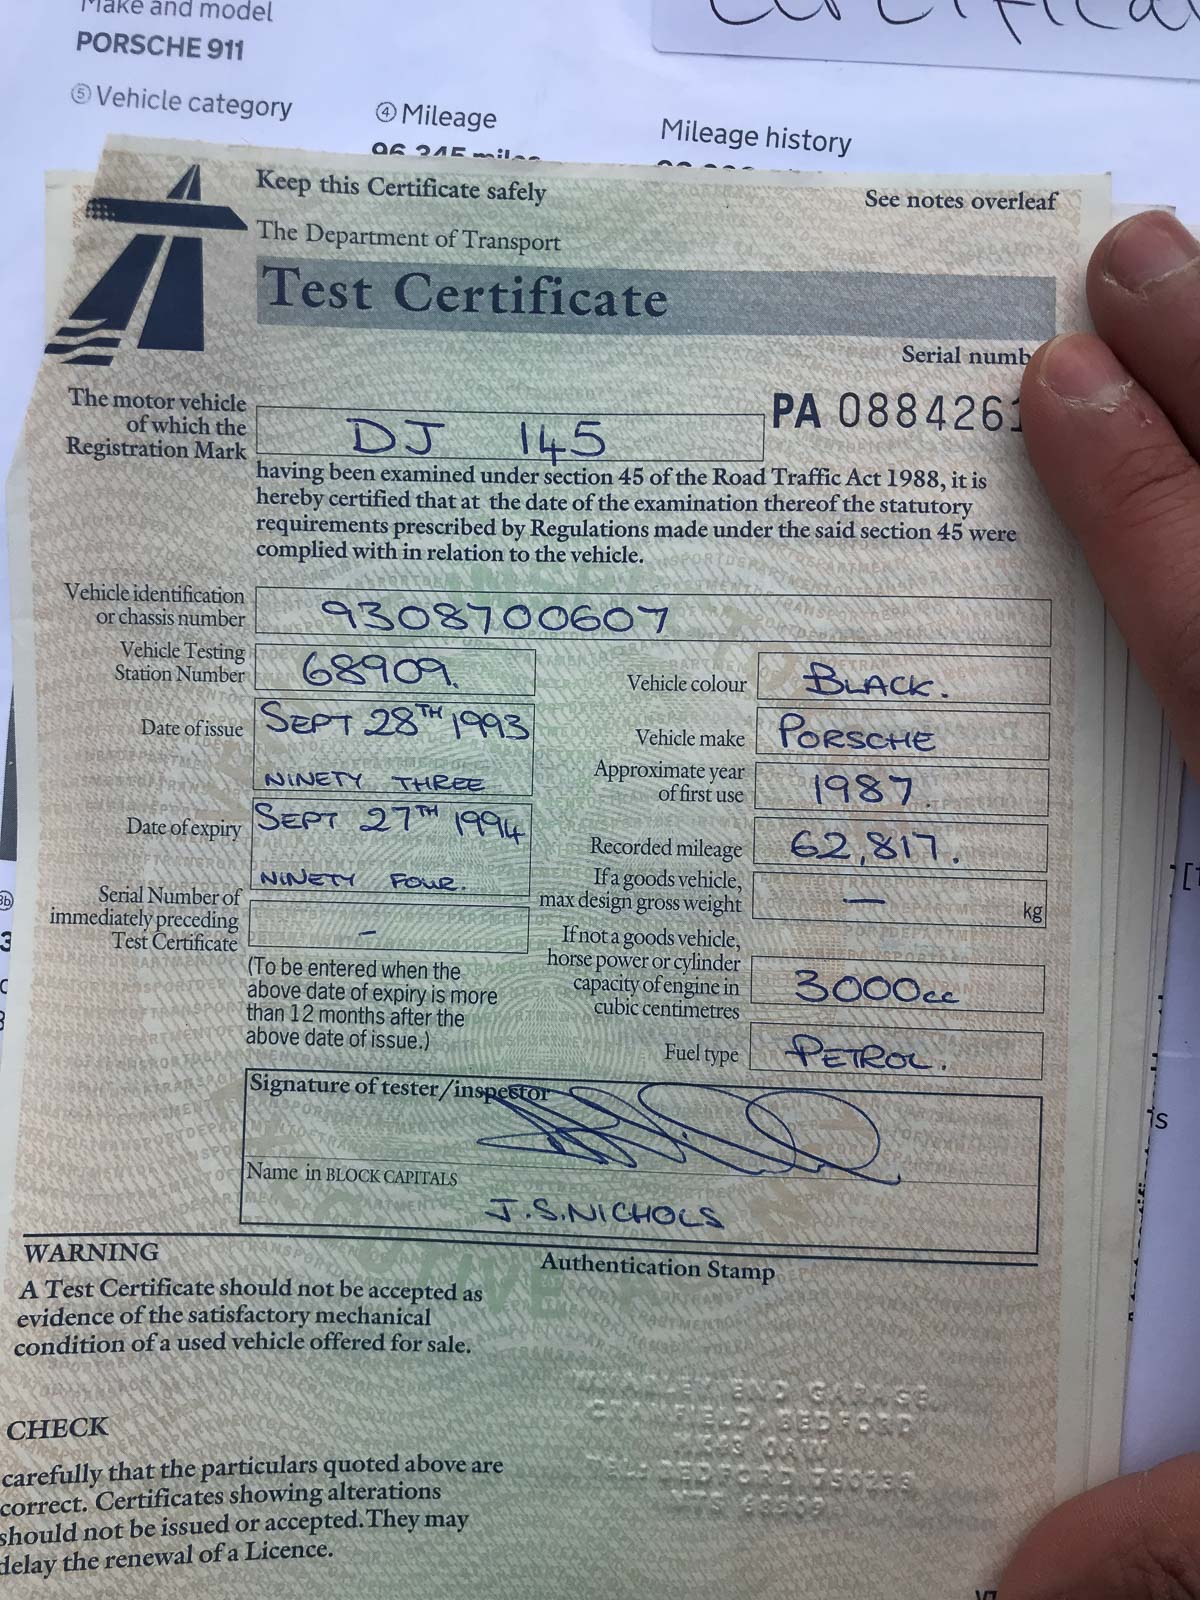 Make and model
PORSCHE 911
⑤ Vehicle category
④ Mileage
Mileage history
96,345 miles
Keep this Certificate safely
See notes overleaf
The Department of Transport
Test Certificate
Serial numb
The motor vehicle
of which the
Registration Mark
DJ 145
PA 0884261
having been examined under section 45 of the Road Traffic Act 1988, it is
hereby certified that at the date of the examination thereof the statutory
requirements prescribed by Regulations made under the said section 45 were
complied with in relation to the vehicle.
Vehicle identification
or chassis number
9308700607
Vehicle Testing
Station Number
68909.
Vehicle colour
BLACK.
Date of issue
SEPT 28TH 1993
NINETY THREE
Vehicle make
PORSCHE
Approximate year
of first use
1987.
Date of expiry
SEPT 27TH 1994
NINETY FOUR.
Recorded mileage
62,817.
If a goods vehicle,
max design gross weight
—
kg
Serial Number of
immediately preceding
Test Certificate
–
(To be entered when the
above date of expiry is more
than 12 months after the
above date of issue.)
If not a goods vehicle,
horse power or cylinder
capacity of engine in
cubic centimetres
3000cc
Fuel type
PETROL.
Signature of tester/inspector
Name in BLOCK CAPITALS
J.S.NICHOLS
WARNING
A Test Certificate should not be accepted as
evidence of the satisfactory mechanical
condition of a used vehicle offered for sale.
Authentication Stamp
END GARAGE
CRANFIELD, BEDFORD
CHECK
carefully that the particulars quoted above are
correct. Certificates showing alterations
should not be issued or accepted. They may
delay the renewal of a Licence.